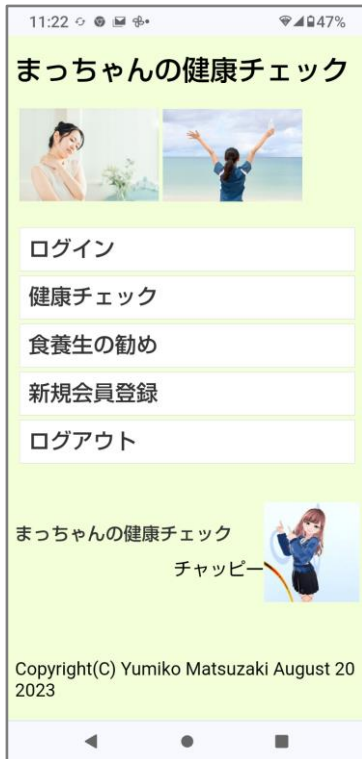 11:22 47%
まっちゃんの健康チェック
ログイン
健康チェック
食養生の勧め
新規会員登録
ログアウト
まっちゃんの健康チェック
チャッピー
Copyright(C) Yumiko Matsuzaki August 20
2023